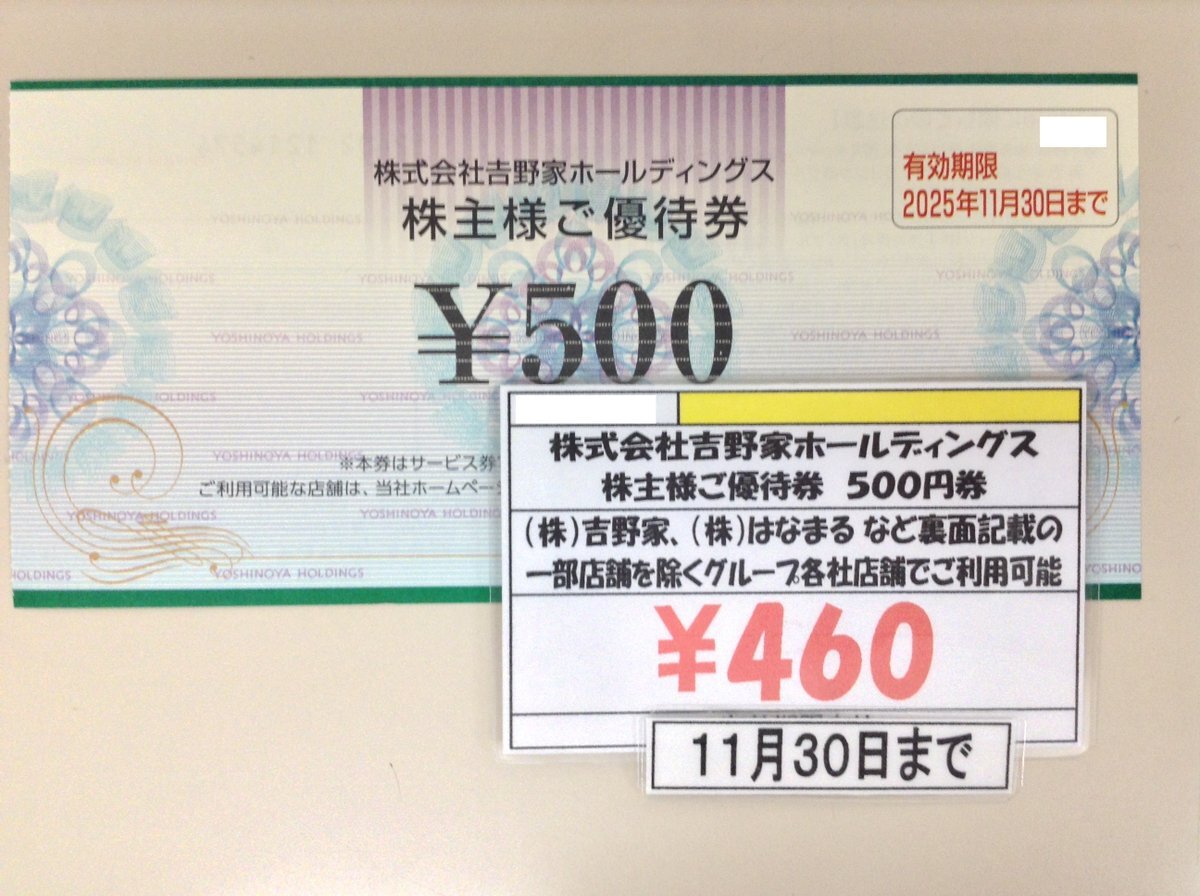 株式会社𠮷野家ホールディングス
株主様ご優待券
¥500
有効期限
2025年11月30日まで
YOSHINOYA HOLDINGS
※本券はサービス券
ご利用可能な店舗は、当社ホームペー
株式会社吉野家ホールディングス
株主様ご優待券 500円券
(株)吉野家、(株)はなまる など裏面記載の
一部店舗を除くグループ各社店舗でご利用可能
¥460
11月30日まで